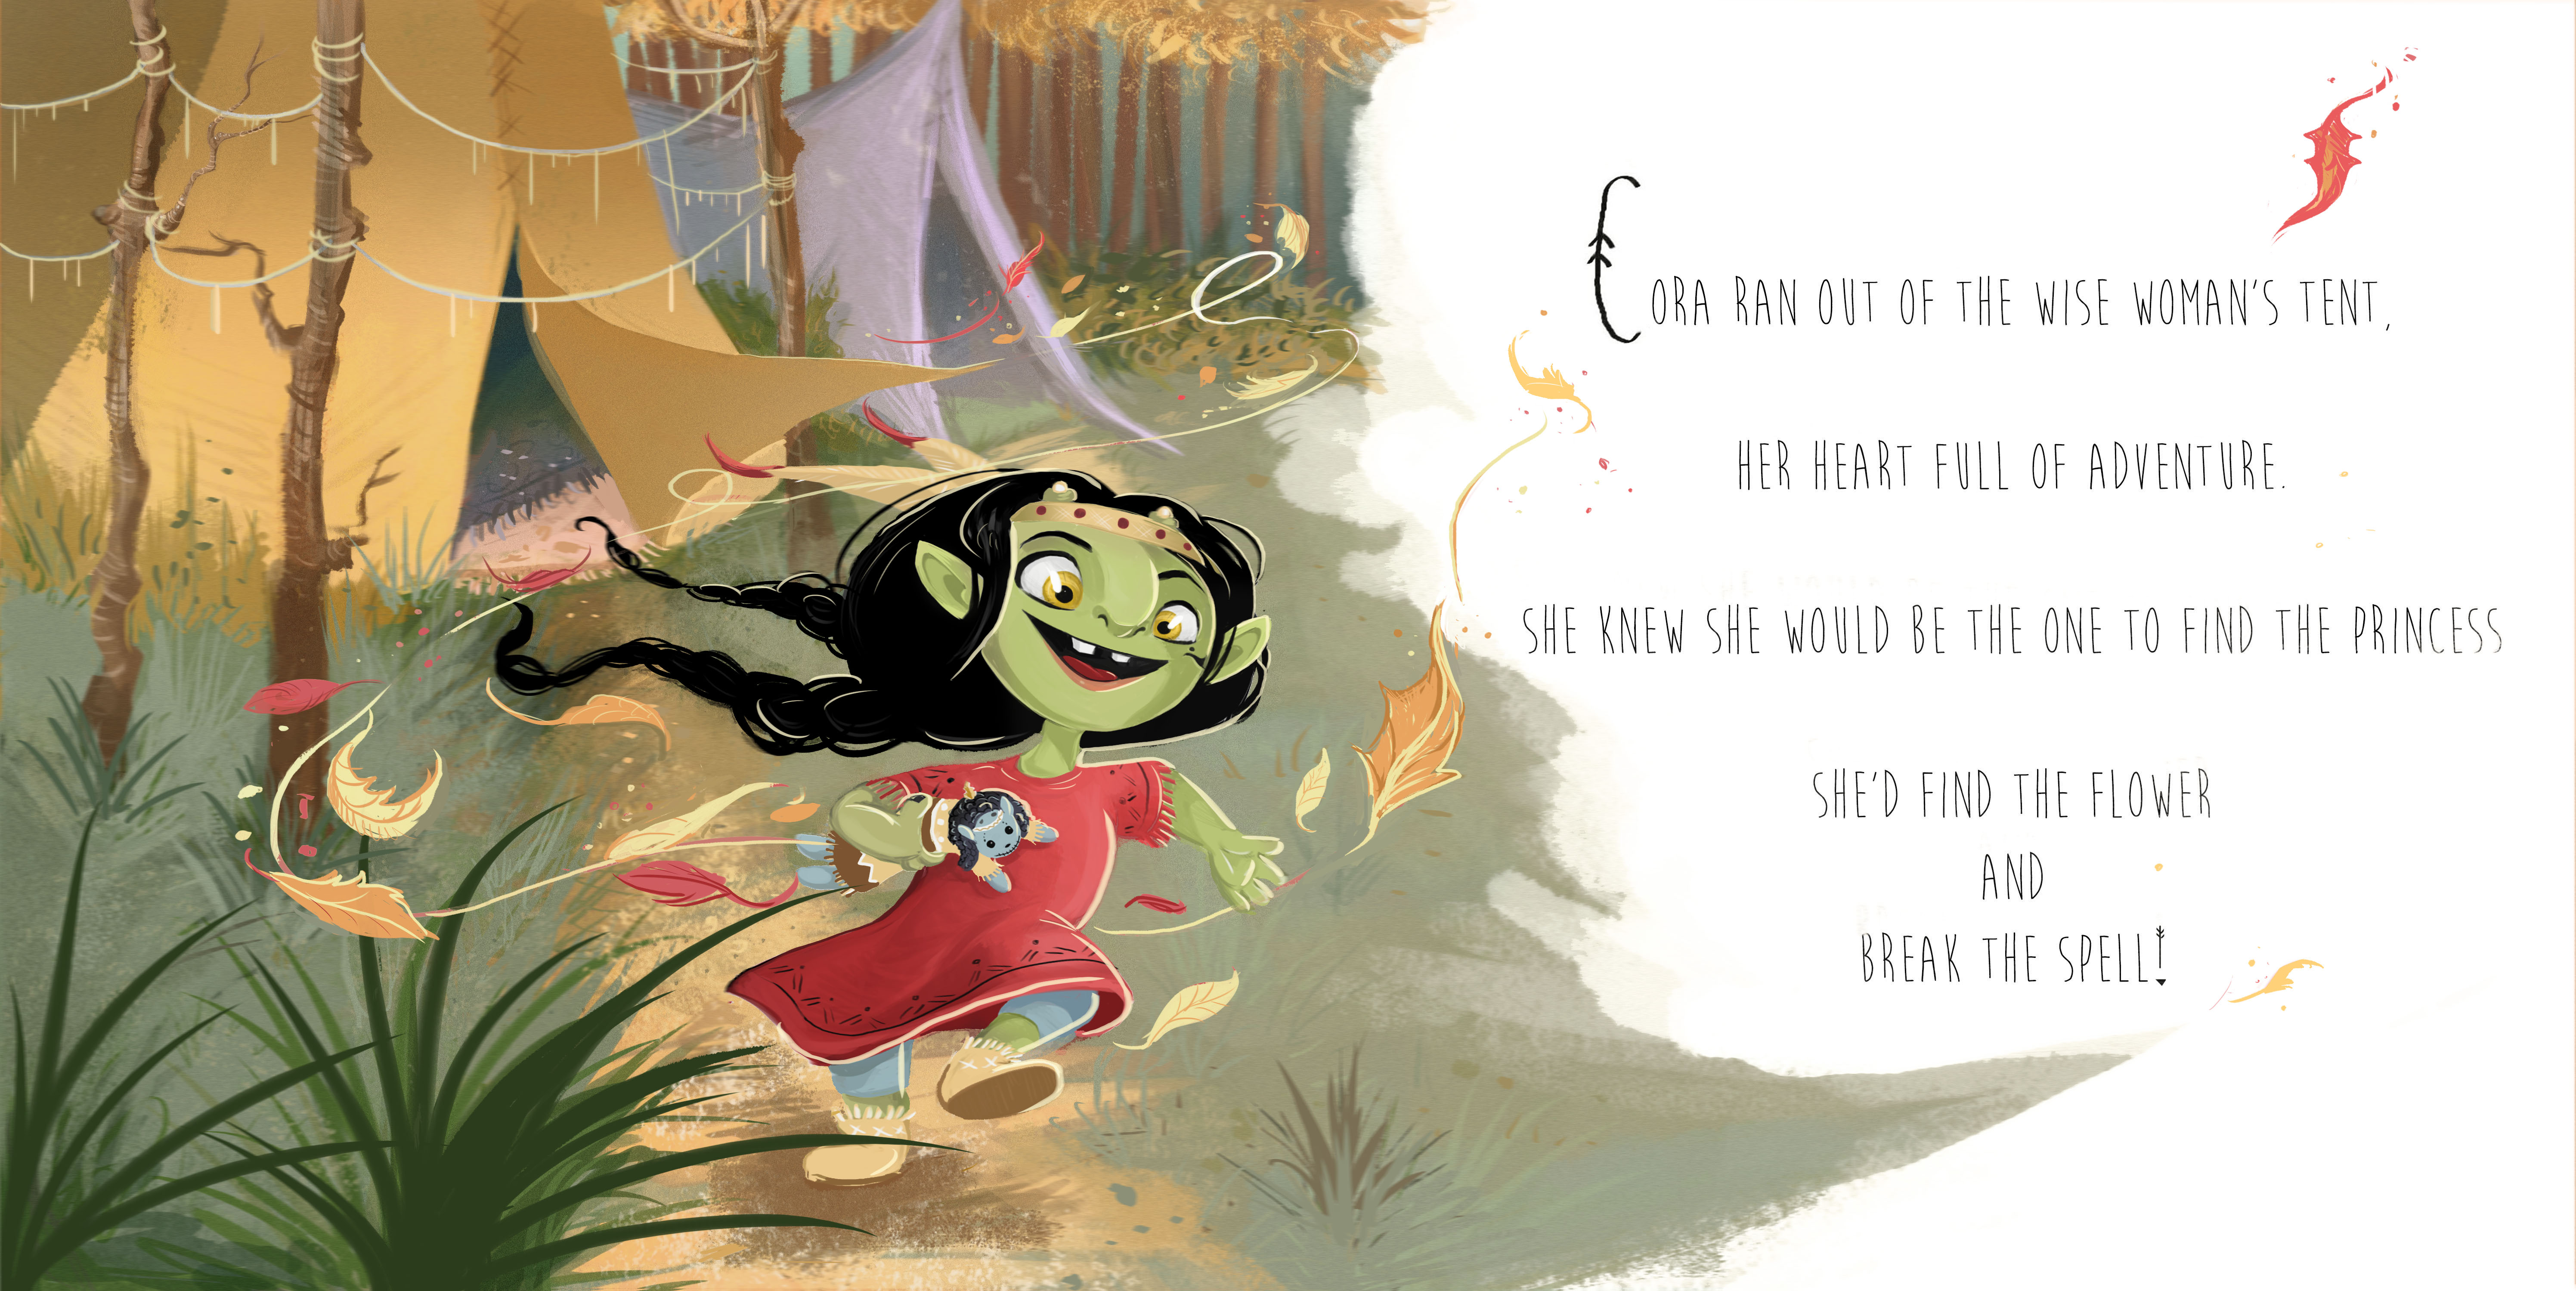 CORA RAN OUT OF THE WISE WOMAN'S TENT,
HER HEART FULL OF ADVENTURE.
SHE KNEW SHE WOULD BE THE ONE TO FIND THE PRINCESS
SHE'D FIND THE FLOWER
AND
BREAK THE SPELL!